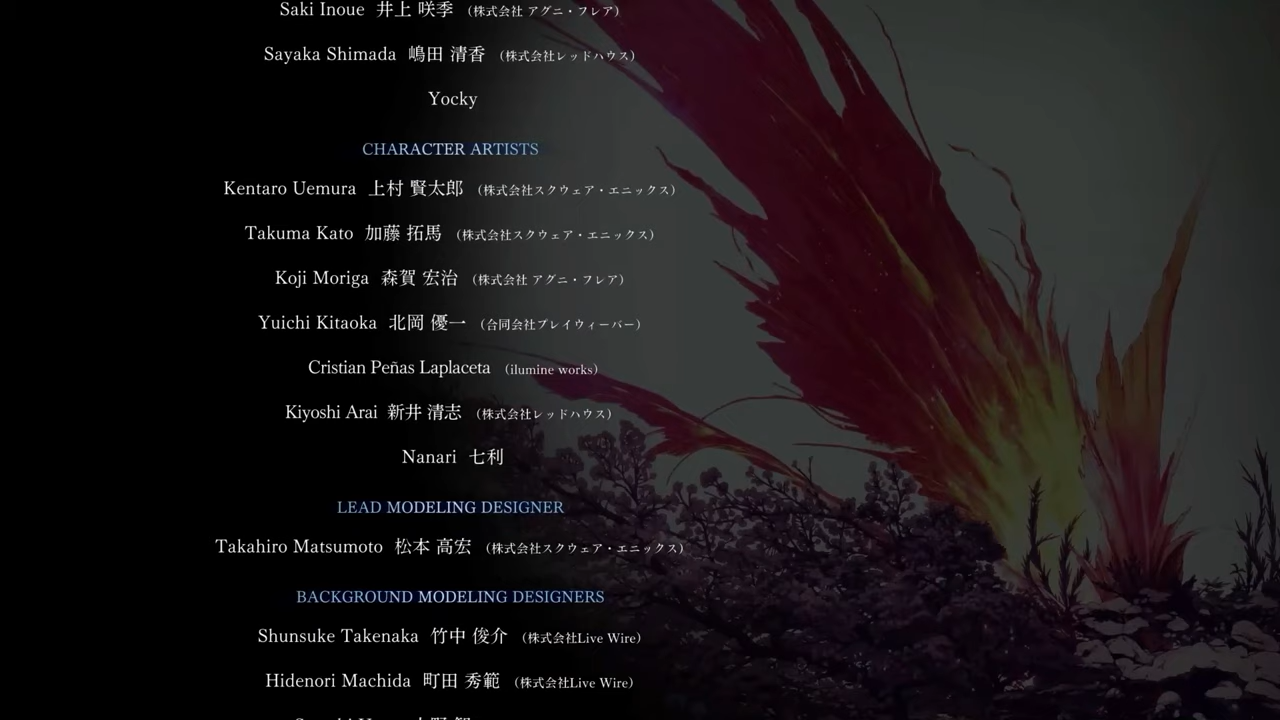 Saki Inoue 井上 咲季 (株式会社 アグニ・フレア)
Sayaka Shimada 嶋田 清香 (株式会社レッドハウス)
Yocky
CHARACTER ARTISTS
Kentaro Uemura 上村 賢太郎 (株式会社スクウェア・エニックス)
Takuma Kato 加藤 拓馬 (株式会社スクウェア・エニックス)
Koji Moriga 森賀 宏治 (株式会社 アグニ・フレア)
Yuichi Kitaoka 北岡 優一 (合同会社プレイウィーバー)
Cristian Peñas Laplaceta (ilumine works)
Kiyoshi Arai 新井 清志 (株式会社レッドハウス)
Nanari 七利
LEAD MODELING DESIGNER
Takahiro Matsumoto 松本 高宏 (株式会社スクウェア・エニックス)
BACKGROUND MODELING DESIGNERS
Shunsuke Takenaka 竹中 俊介 (株式会社Live Wire)
Hidenori Machida 町田 秀範 (株式会社Live Wire)